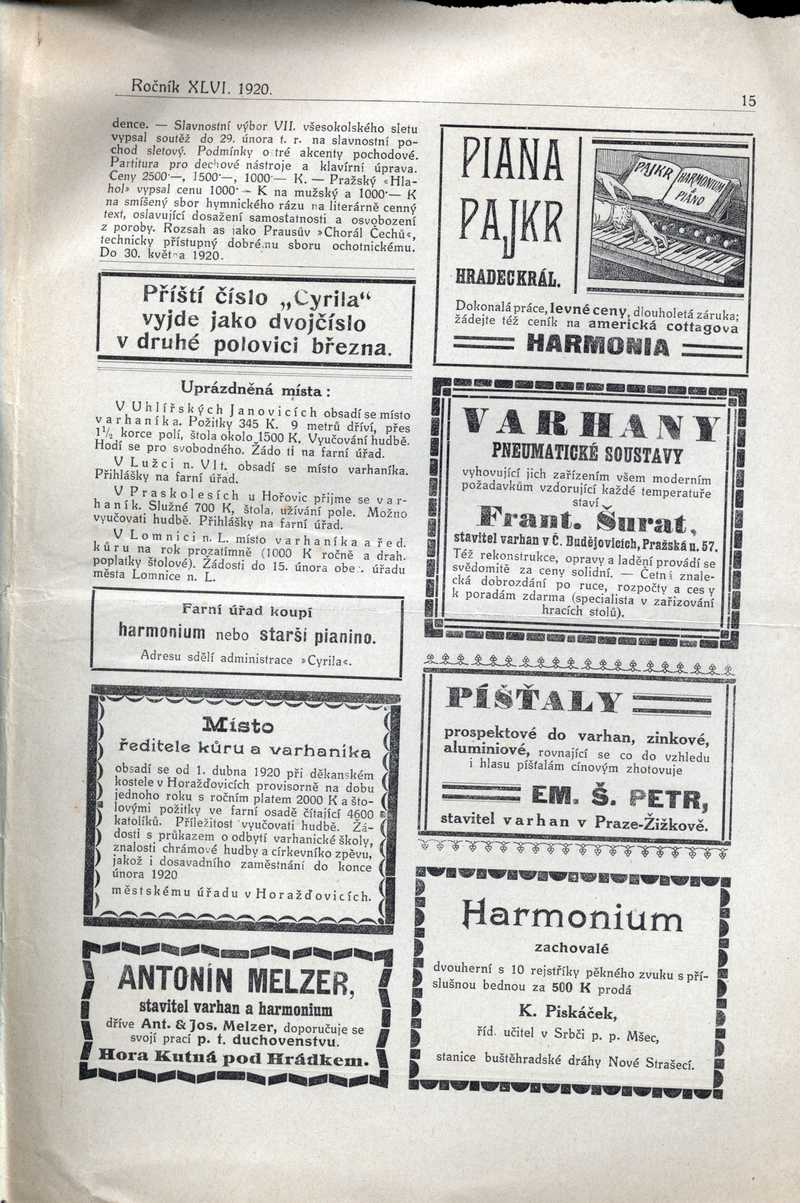 Ročník XLVI. 1920.
15
dence. — Slavnostní výbor VII. všesokolského sletu
vypsal soutěž do 29. února t. r. na slavnostní po-
chod sletový. Podmínky ostré akcenty pochodové.
Partitura pro dechové nástroje a klavírní úprava.
Ceny 2500·—, 1500·—, 1000·— K. — Pražský «Hla-
hol» vypsal cenu 1000·— K na mužský a 1000·— K
na smíšený sbor hymnického rázu na literárně cenný
text, oslavující dosažení samostatnosti a osvobození
z poroby. Rozsah as jako Prausův »Chorál Čechů«,
technicky přístupný dobrému sboru ochotnickému.
Do 30. května 1920.
Příští číslo „Cyrila“
vyjde jako dvojčíslo
v druhé polovici března.
Uprázdněná místa :
V Uhlířských Janovicích obsadí se místo
varhaníka. Požitky 345 K. 9 metrů dříví, přes
1½ korce polí, štola okolo 1500 K. Vyučování hudbě.
Hodí se pro svobodného. Žádosti na farní úřad.
V Lužci n. Vlt. obsadí se místo varhaníka.
Přihlášky na farní úřad.
V Praskolesích u Hořovic přijme se var-
haník. Služné 700 K, štola, užívání pole. Možno
vyučovati hudbě. Přihlášky na farní úřad.
V Lomnici n. L. místo varhaníka a řed.
kůru na rok prozatímně (1000 K ročně a drah.
poplatky štolové). Žádosti do 15. února obec. úřadu
města Lomnice n. L.
Farní úřad koupí
harmonium nebo starší pianino.
Adresu sdělí administrace »Cyrila«.
Místo
ředitele kůru a varhaníka
obsadí se od 1. dubna 1920 při děkanském
kostele v Horažďovicích provisorně na dobu
jednoho roku s ročním platem 2000 K a što-
lovými požitky ve farní osadě čítající 4600
katolíků. Příležitost vyučovati hudbě. Žá-
dosti s průkazem o odbytí varhanické školy,
znalosti chrámové hudby a církevního zpěvu,
jakož i dosavadního zaměstnání do konce
února 1920
městskému úřadu v Horažďovicích.
ANTONÍN MELZER,
stavitel varhan a harmonium
dříve Ant. & Jos. Melzer, doporučuje se
svojí prací p. t. duchovenstvu.
Hora Kutná pod Hrádkem.
PIANA
PAJKR
HRADEC KRÁL.
PAJKR HARMONIUM
a
PIANO
Dokonalá práce, levné ceny, dlouholetá záruka;
žádejte též ceník na americká cottagova
HARMONIA
VARHANY
PNEUMATICKÉ SOUSTAVY
vyhovující jich zařízením všem moderním
požadavkům vzdorující každé temperatuře
staví
Frant. Šurat,
stavitel varhan v Č. Budějovicích, Pražská u. 57.
Též rekonstrukce, opravy a ladění provádí se
svědomitě za ceny solidní. — Četná znale-
cká dobrozdání po ruce, rozpočty a cesty
k poradám zdarma (specialista v zařizování
hracích stolů).
PÍŠŤALY
prospektové do varhan, zinkové,
aluminiové, rovnající se co do vzhledu
i hlasu píšťalám cínovým zhotovuje
EM. Š. PETR,
stavitel varhan v Praze-Žižkově.
Harmonium
zachovalé
dvouherní s 10 rejstříky pěkného zvuku s pří-
slušnou bednou za 500 K prodá
K. Piskáček,
říd. učitel v Srbči p. p. Mšec,
stanice buštěhradské dráhy Nové Strašecí.